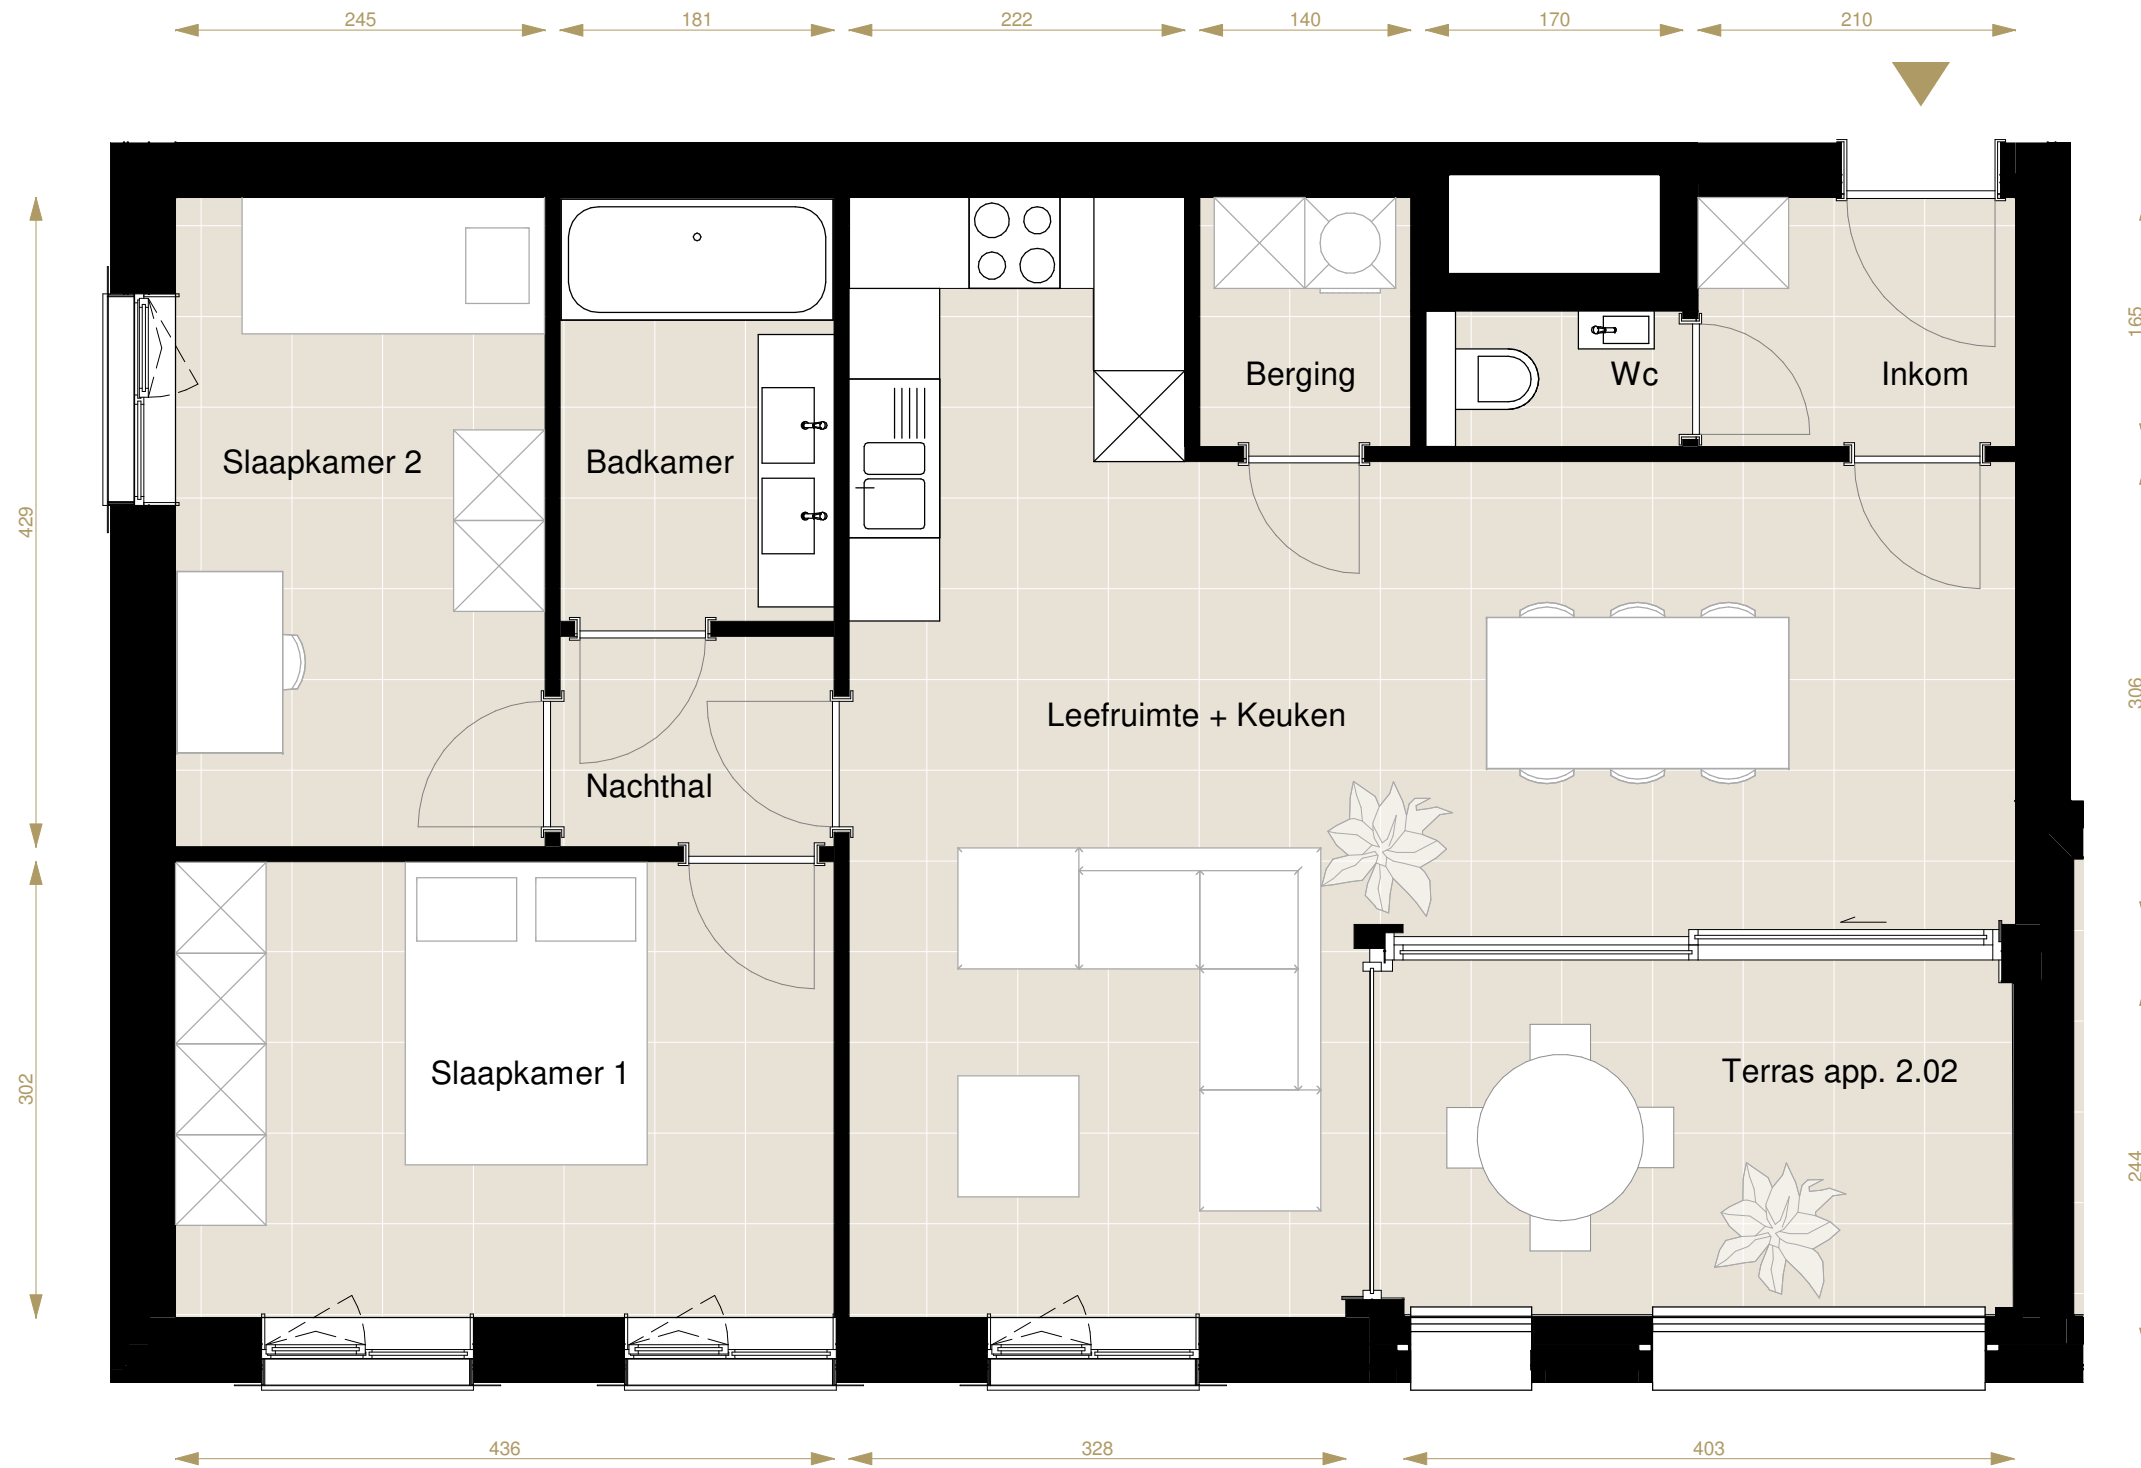 245 181 222 140 170 210
165
Berging Wc Inkom
Slaapkamer 2 Badkamer
429
306
Leefruimte + Keuken
Nachthal
Slaapkamer 1 Terras app. 2.02
302
244
436 328 403